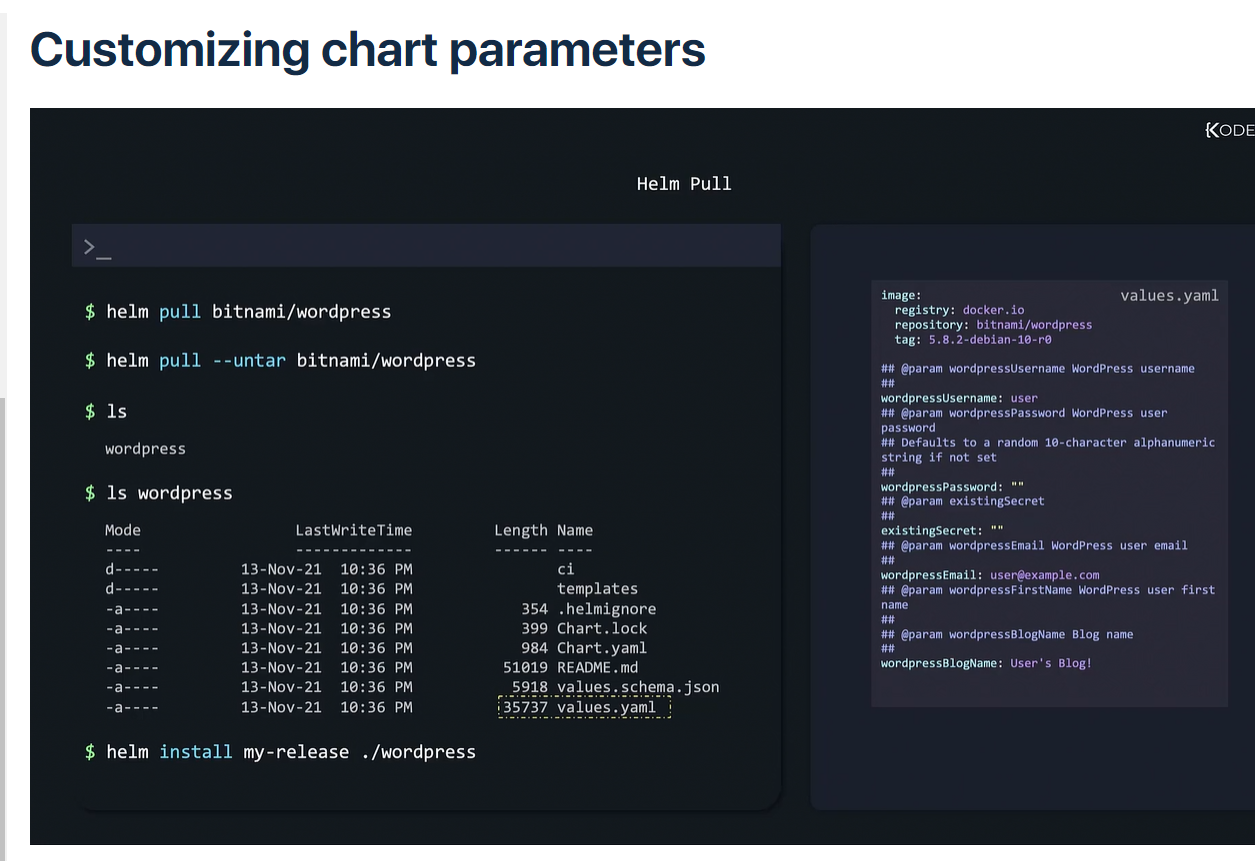 Customizing chart parameters
{KODE
Helm Pull
>_
$ helm pull bitnami/wordpress
$ helm pull --untar bitnami/wordpress
$ ls
wordpress
$ ls wordpress
Mode LastWriteTime Length Name
---- ------------- ------ ----
d----- 13-Nov-21 10:36 PM ci
d----- 13-Nov-21 10:36 PM templates
-a---- 13-Nov-21 10:36 PM 354 .helmignore
-a---- 13-Nov-21 10:36 PM 399 Chart.lock
-a---- 13-Nov-21 10:36 PM 984 Chart.yaml
-a---- 13-Nov-21 10:36 PM 51019 README.md
-a---- 13-Nov-21 10:36 PM 5918 values.schema.json
-a---- 13-Nov-21 10:36 PM 35737 values.yaml
$ helm install my-release ./wordpress
values.yaml
image:
  registry: docker.io
  repository: bitnami/wordpress
  tag: 5.8.2-debian-10-r0
## @param wordpressUsername WordPress username
##
wordpressUsername: user
## @param wordpressPassword WordPress user
password
## Defaults to a random 10-character alphanumeric
string if not set
##
wordpressPassword: ""
## @param existingSecret
##
existingSecret: ""
## @param wordpressEmail WordPress user email
##
wordpressEmail: user@example.com
## @param wordpressFirstName WordPress user first
name
##
## @param wordpressBlogName Blog name
##
wordpressBlogName: User's Blog!